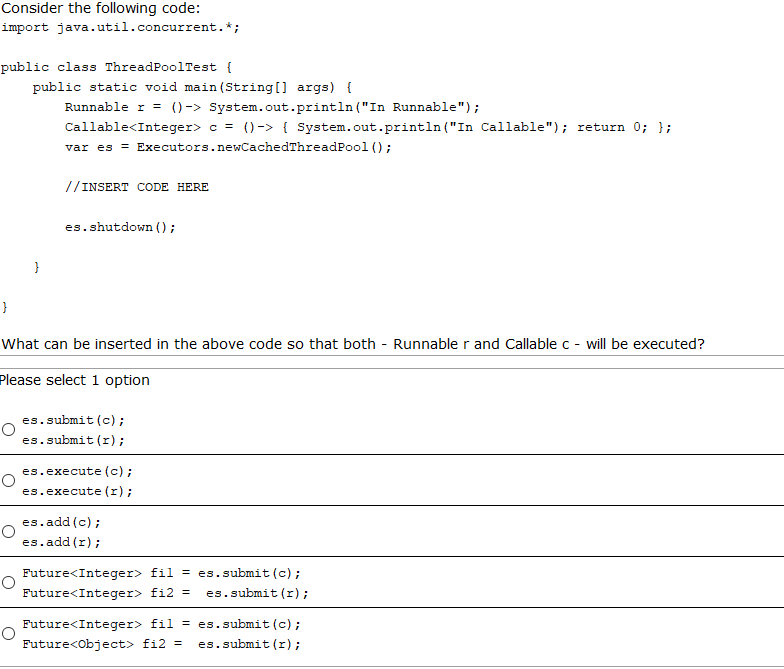 Consider the following code:
import java.util.concurrent.*;
public class ThreadPoolTest {
public static void main(String[] args) {
Runnable r = ()-> System.out.println("In Runnable");
Callable<Integer> c = ()-> { System.out.println("In Callable"); return 0; };
var es = Executors.newCachedThreadPool();
//INSERT CODE HERE
es.shutdown();
}
}
What can be inserted in the above code so that both - Runnable r and Callable c - will be executed?
Please select 1 option
es.submit(c);
es.submit(r);
es.execute(c);
es.execute(r);
es.add(c);
es.add(r);
Future<Integer> fi1 = es.submit(c);
Future<Integer> fi2 =  es.submit(r);
Future<Integer> fi1 = es.submit(c);
Future<Object> fi2 =  es.submit(r);